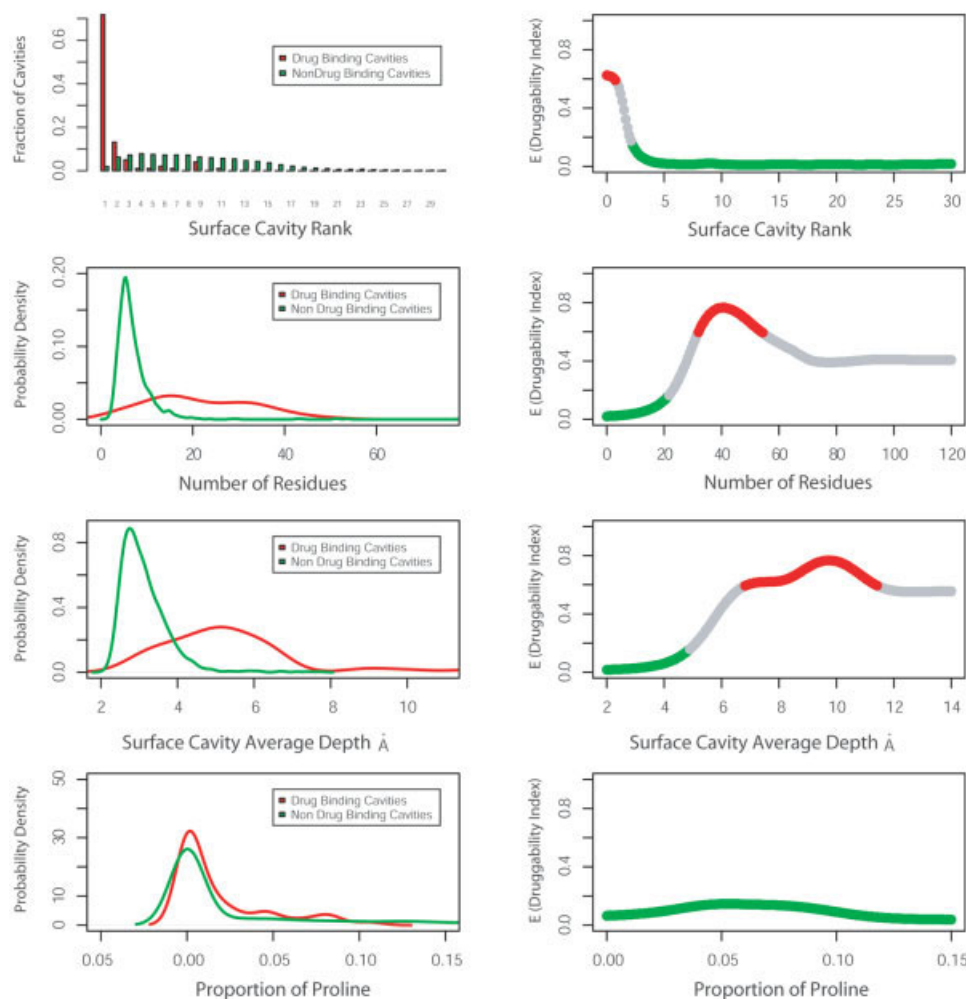 Fraction of Cavities
0.0 0.2 0.4 0.6
Drug Binding Cavities
NonDrug Binding Cavities
1 2 3 4 5 6 7 8 9 11 13 15 17 19 21 23 25 27 29
Surface Cavity Rank
E (Druggability Index)
0.0 0.4 0.8
0 5 10 15 20 25 30
Surface Cavity Rank
Probability Density
0.00 0.10 0.20
Drug Binding Cavities
Non Drug Binding Cavities
0 20 40 60
Number of Residues
E (Druggability Index)
0.0 0.4 0.8
0 20 40 60 80 100 120
Number of Residues
Probability Density
0.0 0.4 0.8
Drug Binding Cavities
Non Drug Binding Cavities
2 4 6 8 10
Surface Cavity Average Depth Å
E (Druggability Index)
0.0 0.4 0.8
2 4 6 8 10 12 14
Surface Cavity Average Depth Å
Probability Density
0 10 30 50
Drug Binding Cavities
Non Drug Binding Cavities
0.05 0.00 0.05 0.10 0.15
Proportion of Proline
E (Druggability Index)
0.0 0.4 0.8
0.00 0.05 0.10 0.15
Proportion of Proline